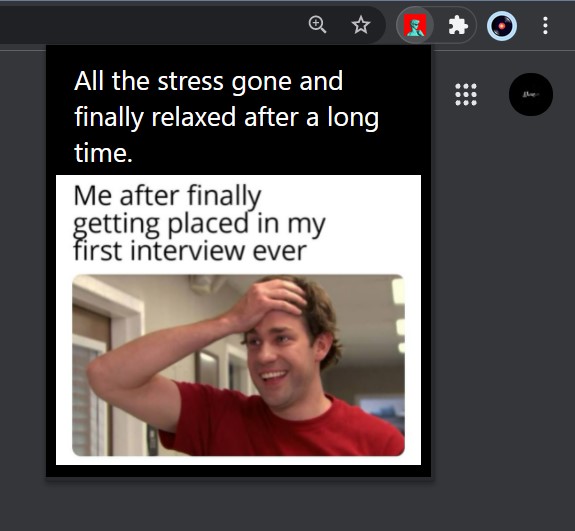 All the stress gone and
finally relaxed after a long
time.
Me after finally
getting placed in my
first interview ever